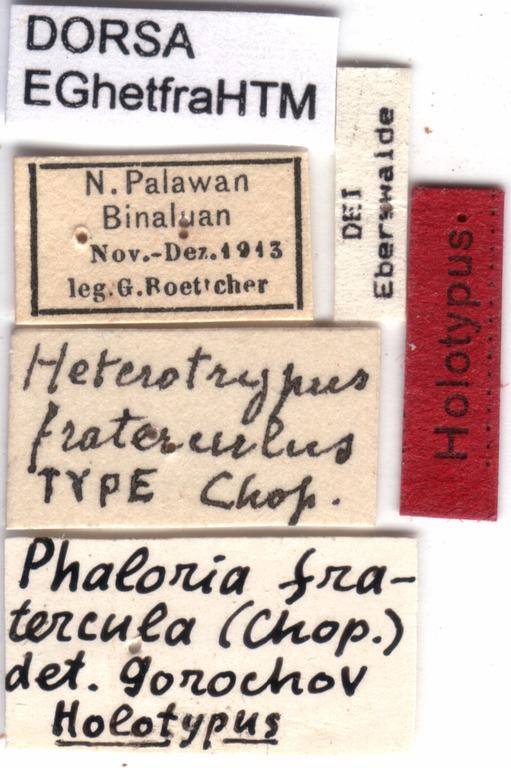 DORSA
EGhetfraHTM
N. Palawan
Binaluan
Nov.-Dez.1913
leg. G. Boettcher
DEI
Eberswalde
Holotypus.
Heterotrypus
fraterculus
TYPE Chop.
Phaloria fra-
tercula (Chop.)
det. Gorochov
Holotypus